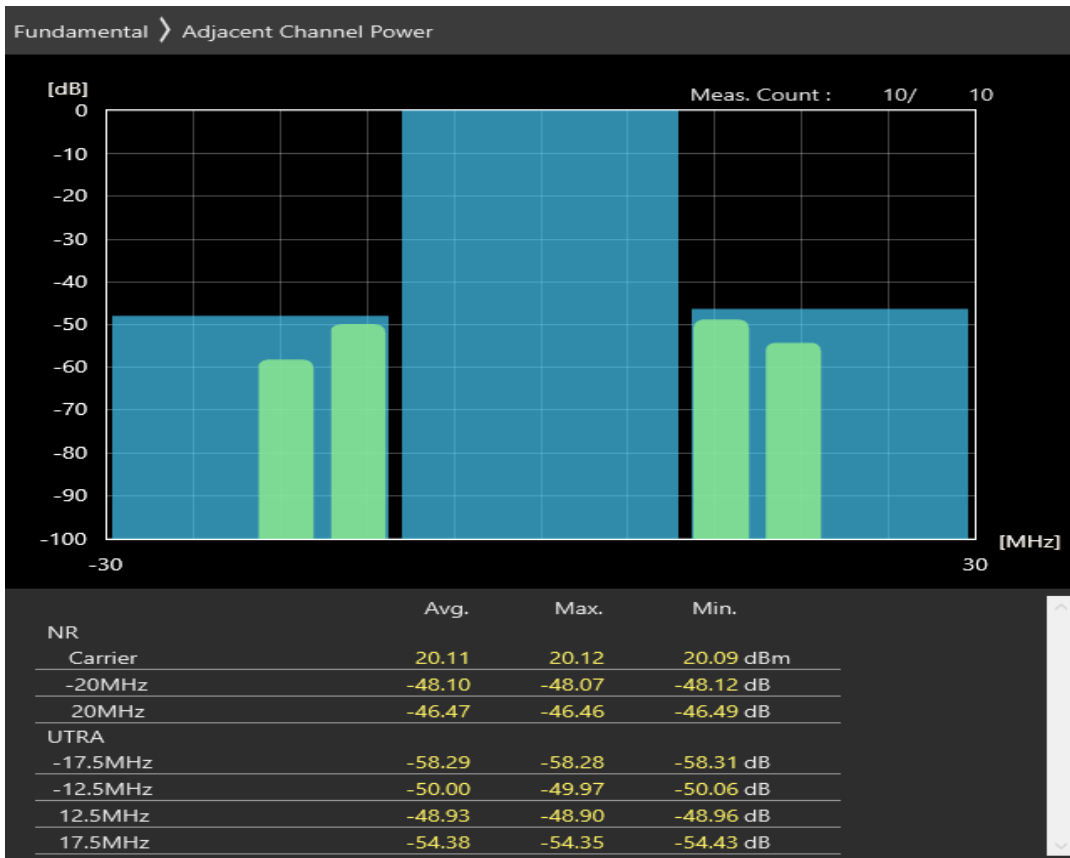 Fundamental 〉 Adjacent Channel Power
[dB]
Meas. Count : 10/ 10
0
-10
-20
-30
-40
-50
-60
-70
-80
-90
-100
[MHz]
-30 30
Avg. Max. Min.
NR
Carrier 20.11 20.12 20.09 dBm
-20MHz -48.10 -48.07 -48.12 dB
20MHz -46.47 -46.46 -46.49 dB
UTRA
-17.5MHz -58.29 -58.28 -58.31 dB
-12.5MHz -50.00 -49.97 -50.06 dB
12.5MHz -48.93 -48.90 -48.96 dB
17.5MHz -54.38 -54.35 -54.43 dB